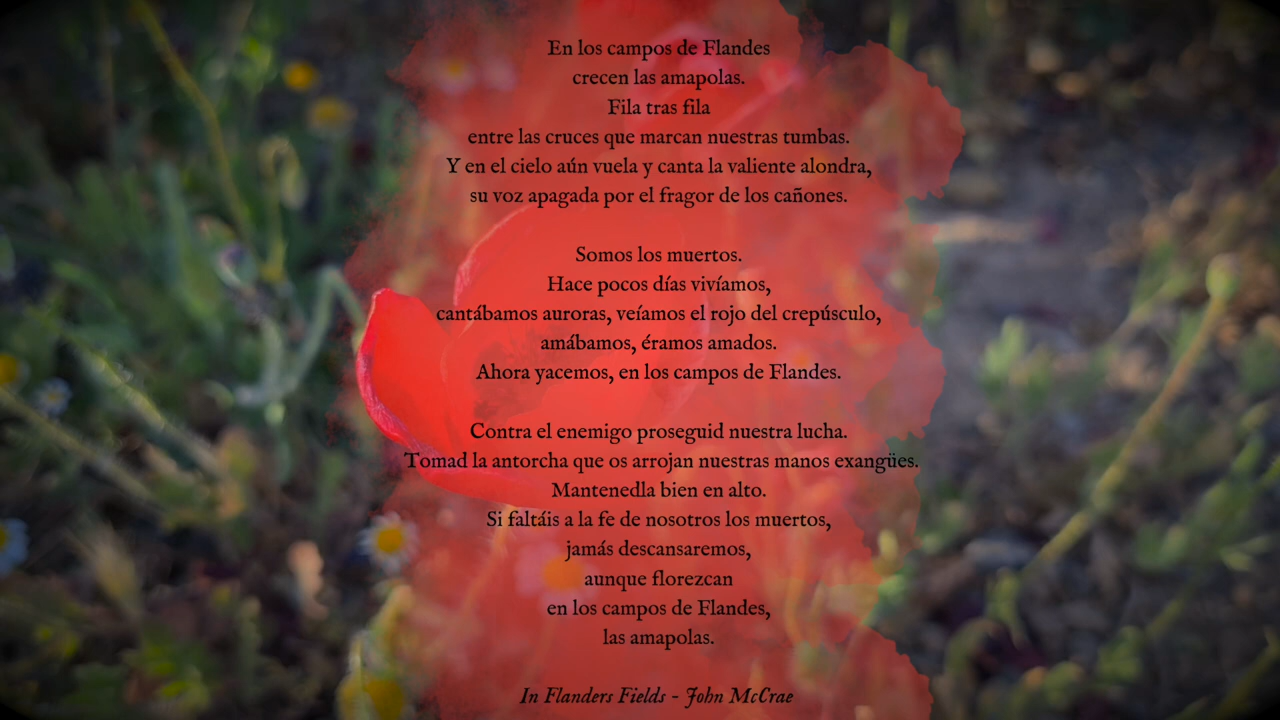 En los campos de Flandes
crecen las amapolas.
Fila tras fila
entre las cruces que marcan nuestras tumbas.
Y en el cielo aún vuela y canta la valiente alondra,
su voz apagada por el fragor de los cañones.
Somos los muertos.
Hace pocos días vivíamos,
cantábamos auroras, veíamos el rojo del crepúsculo,
amábamos, éramos amados.
Ahora yacemos, en los campos de Flandes.
Contra el enemigo proseguid nuestra lucha.
Tomad la antorcha que os arrojan nuestras manos exangües.
Mantenedla bien en alto.
Si faltáis a la fe de nosotros los muertos,
jamás descansaremos,
aunque florezcan
en los campos de Flandes,
las amapolas.
In Flanders Fields - John McCrae